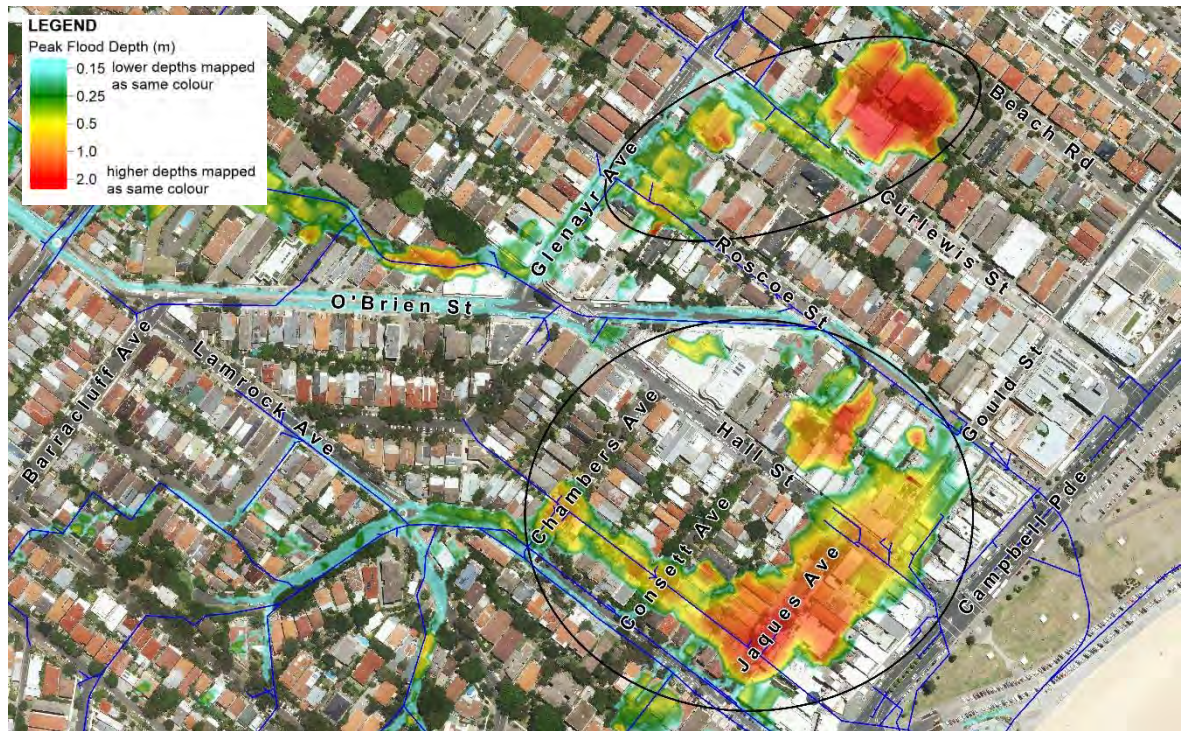 LEGEND
Peak Flood Depth (m)
0.15 lower depths mapped
as same colour
0.25
0.5
1.0
higher depths mapped
2.0 as same colour
Beach Rd
Glenayr Ave
Curlewis St
Roscoe St
O'Brien St
Barracluff Ave
Lamrock Ave
Gould St
Chambers Ave
Hall St
Consett Ave
Jaques Ave
Campbell Pde